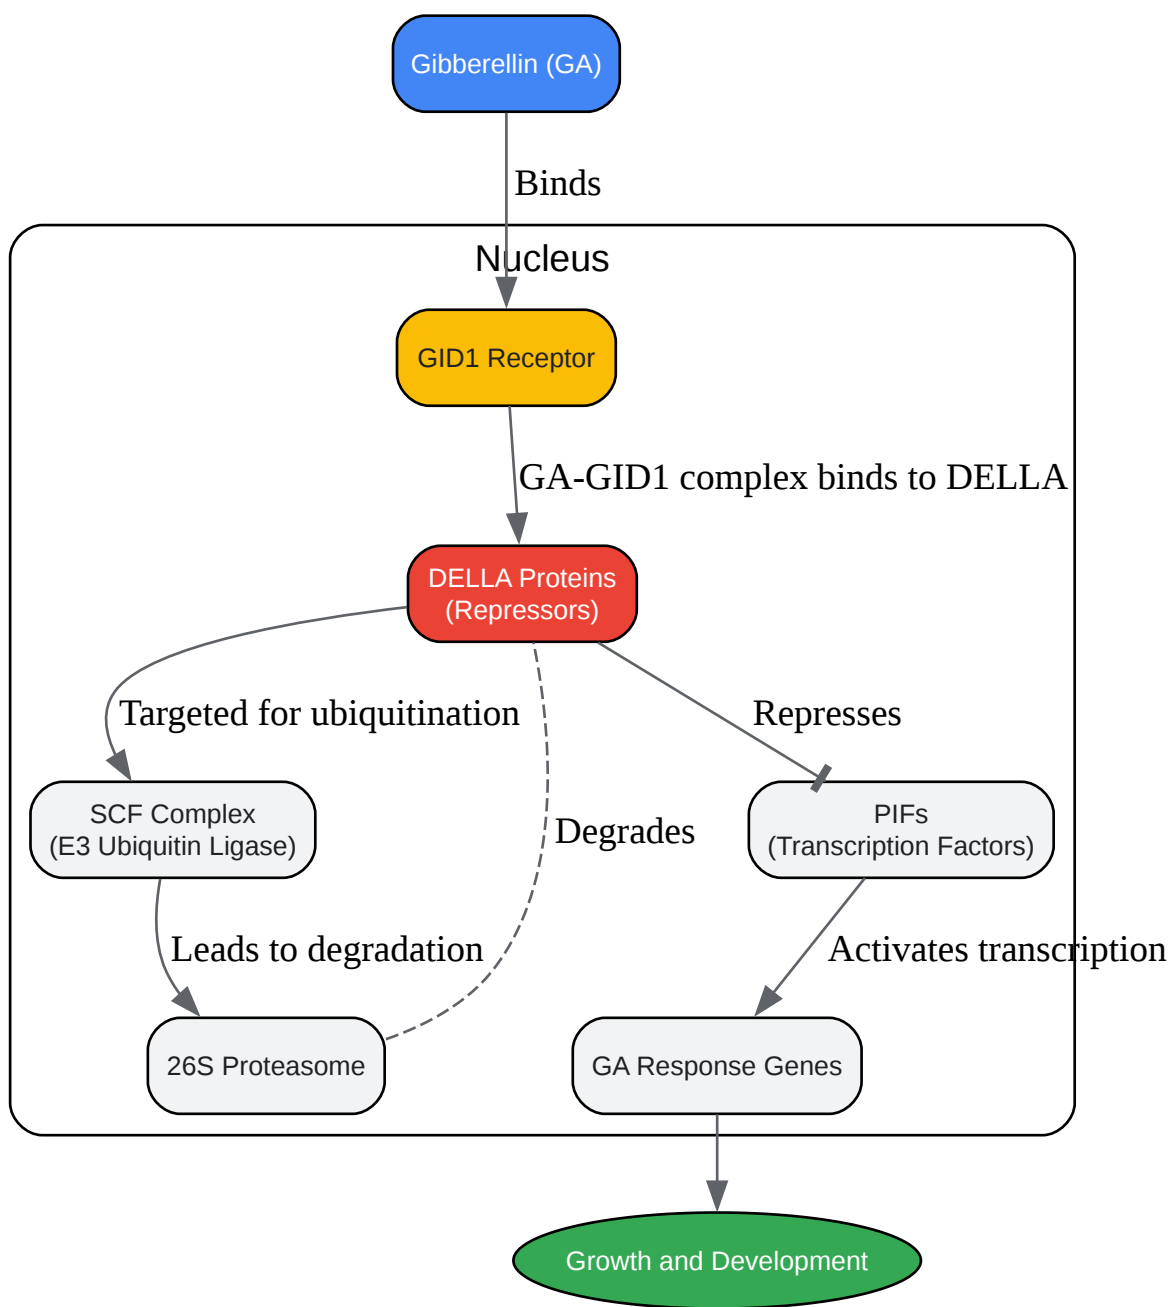 Gibberellin (GA)
Binds
Nucleus
GID1 Receptor
GA-GID1 complex binds to DELLA
DELLA Proteins
(Repressors)
Targeted for ubiquitination
Represses
SCF Complex
(E3 Ubiquitin Ligase)
Degrades
PIFs
(Transcription Factors)
Leads to degradation
Activates transcription
26S Proteasome
GA Response Genes
Growth and Development